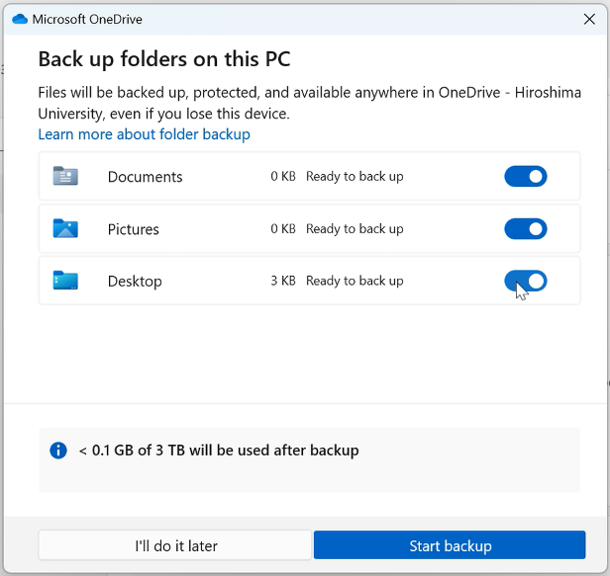 Microsoft OneDrive
Back up folders on this PC
Files will be backed up, protected, and available anywhere in OneDrive - Hiroshima
University, even if you lose this device.
Learn more about folder backup
Documents 0 KB Ready to back up
Pictures 0 KB Ready to back up
Desktop 3 KB Ready to back up
< 0.1 GB of 3 TB will be used after backup
I'll do it later Start backup